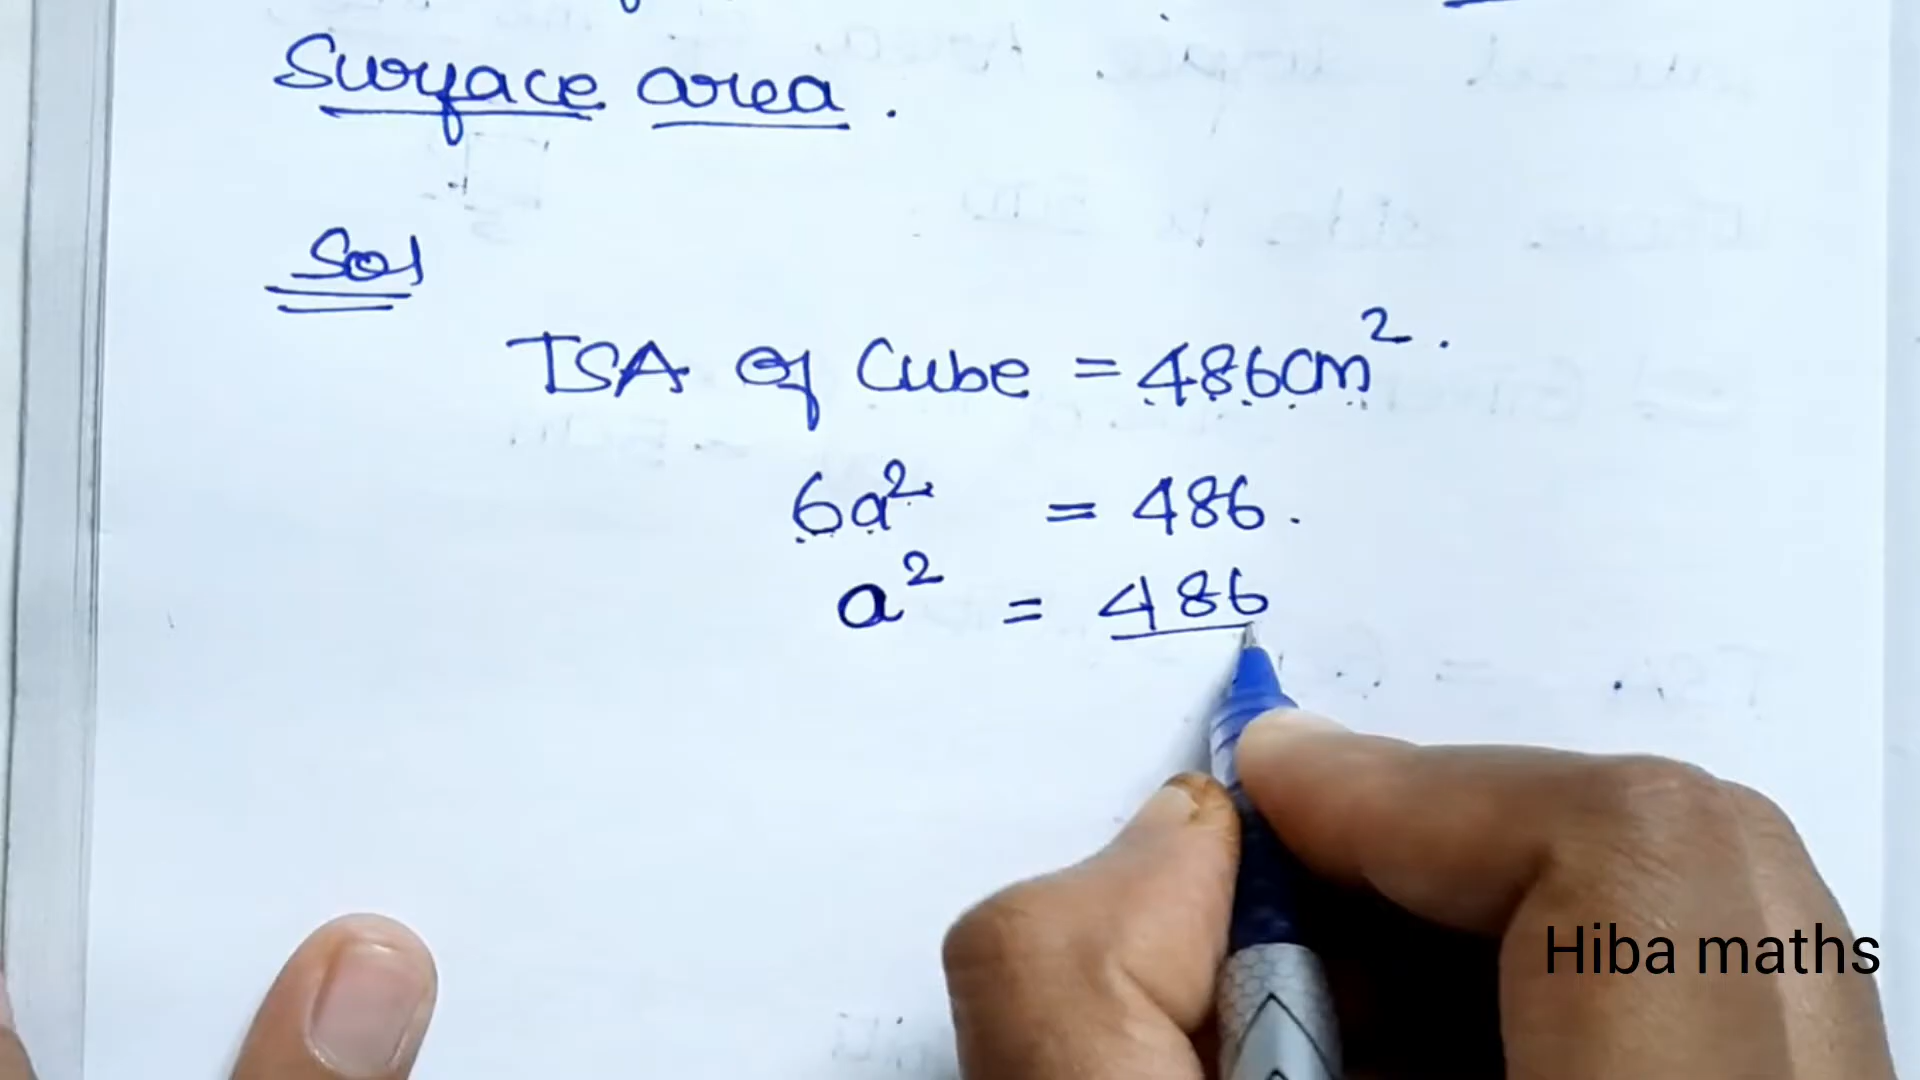 Surface area.
Sol
TSA of Cube = 486cm².
6a² = 486.
a² = 486
Hiba maths